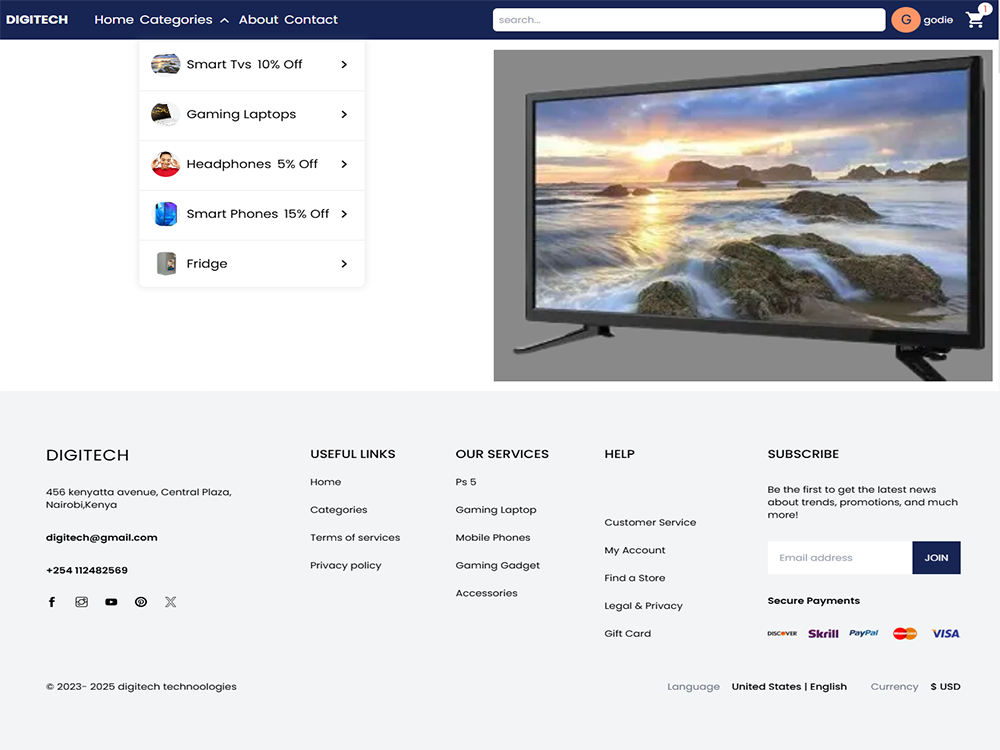 DIGITECH Home Categories About Contact search... G godie 1
Smart Tvs 10% Off
Gaming Laptops
Headphones 5% Off
Smart Phones 15% Off
Fridge
DIGITECH
456 kenyatta avenue, Central Plaza,
Nairobi,Kenya
digitech@gmail.com
+254 112482569
USEFUL LINKS
Home
Categories
Terms of services
Privacy policy
OUR SERVICES
Ps 5
Gaming Laptop
Mobile Phones
Gaming Gadget
Accessories
HELP
Customer Service
My Account
Find a Store
Legal & Privacy
Gift Card
SUBSCRIBE
Be the first to get the latest news
about trends, promotions, and much
more!
Email address JOIN
Secure Payments
DISCOVER Skrill PayPal MasterCard VISA
© 2023- 2025 digitech technoologies
Language United States | English Currency $ USD